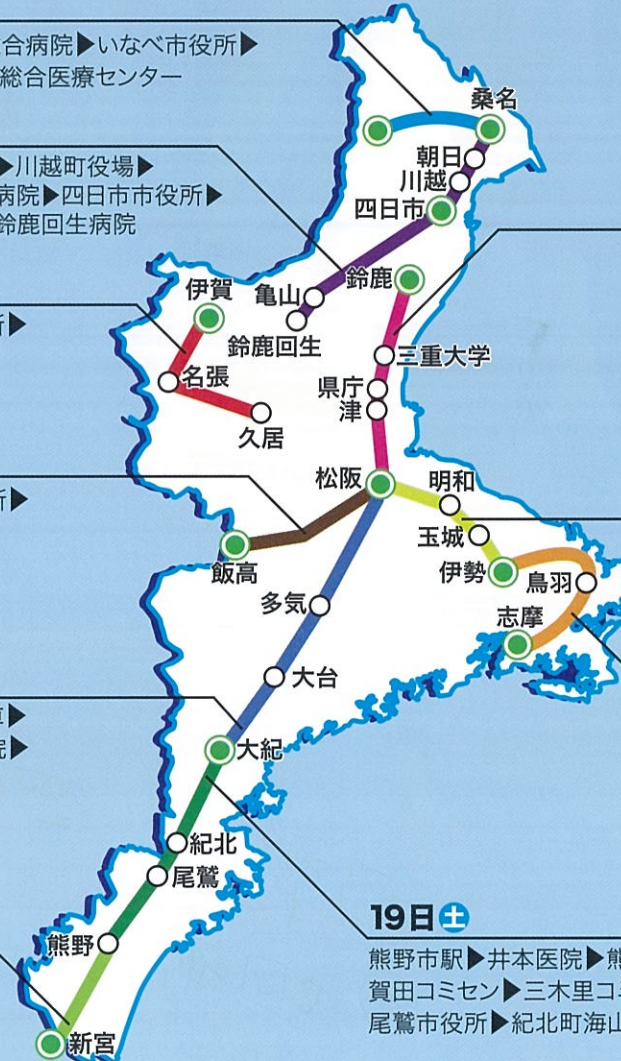 合病院▶いなべ市役所▶
総合医療センター
桑名
朝日
川越
四日市
▶川越町役場▶
病院▶四日市市役所▶
鈴鹿回生病院
伊賀
亀山
鈴鹿
鈴鹿回生
所▶
名張
久居
三重大学
県庁
津
松阪
所▶
明和
玉城
伊勢
鳥羽
志摩
飯高
多気
大台
▶
院▶
大紀
紀北
尾鷲
熊野
新宮
19日土
熊野市駅▶井本医院▶熊
賀田コミセン▶三木里コミ
尾鷲市役所▶紀北町海山